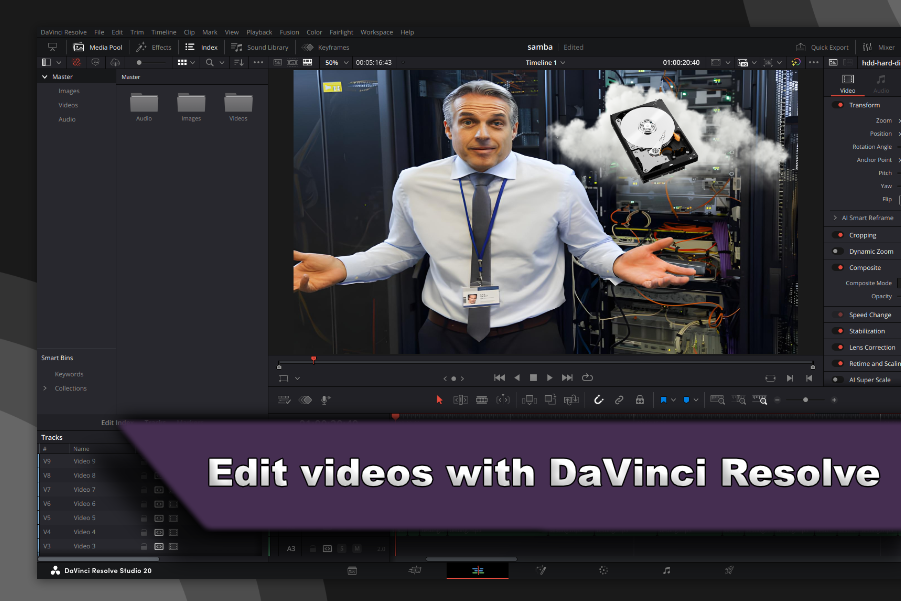 DaVinci Resolve File Edit Trim Timeline Clip Mark View Playback Fusion Color Fairlight Workspace Help
Media Pool Effects Index Sound Library Keyframes samba Edited Quick Export Mixer
50% 00:05:16:43 Timeline 1 01:00:20:40 hdd-hard-di
Master
Master
Images
Videos
Audio
Audio Images Videos
Video Audio
Transform
Zoom
Position
Rotation Angle
Anchor Point
Pitch
Yaw
Flip
AI Smart Reframe
Cropping
Dynamic Zoom
Composite
Composite Mode
Opacity
Speed Change
Stabilization
Lens Correction
Retime and Scalin
AI Super Scale
Smart Bins
Keywords
Collections
Edit In
Tracks
# Name
V9 Video 9
V8 Video 8
V7 Video 7
V6 Video 6
V5 Video 5
V4 Video 4
V3 Video 3
Edit videos with DaVinci Resolve
A3 S M 2.0
DaVinci Resolve Studio 20